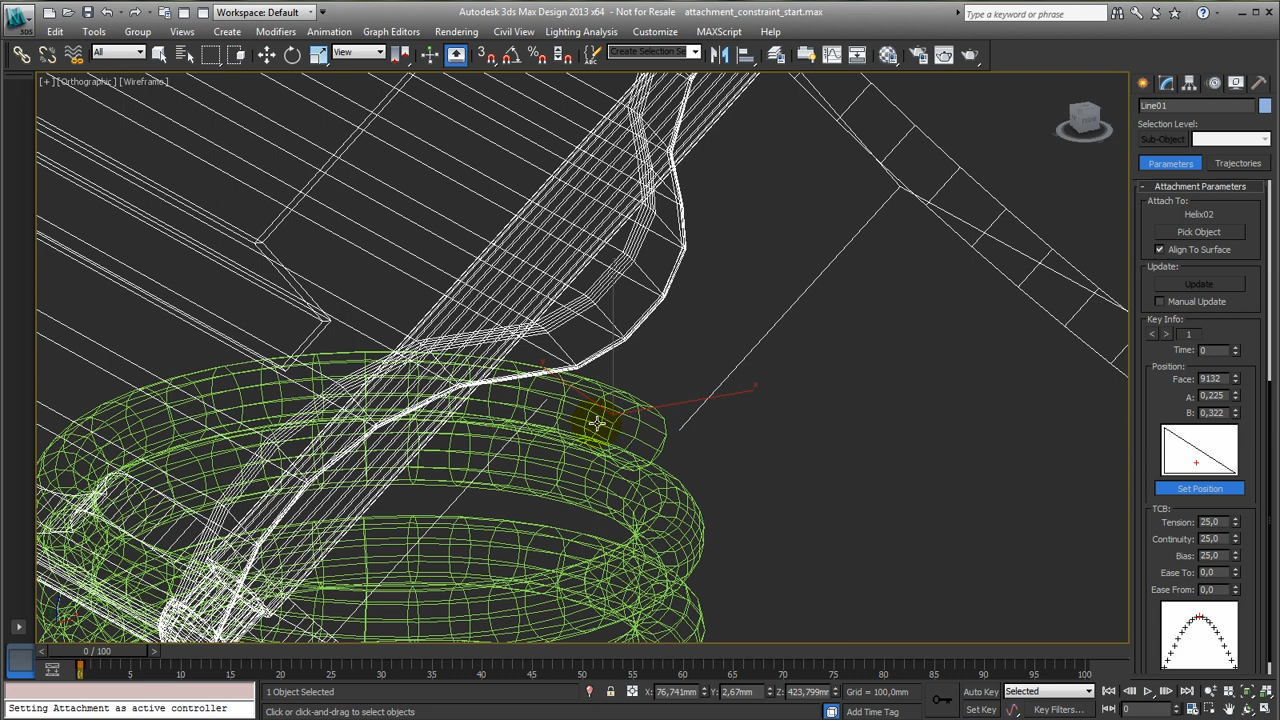 Workspace: Default
Autodesk 3ds Max Design 2013 x64 - Not for Resale attachment_constraint_start.max
Type a keyword or phrase
3DS
Edit Tools Group Views Create Modifiers Animation Graph Editors Rendering Civil View Lighting Analysis Customize MAXScript Help
All View Create Selection Se
[+] [Orthographic] [Wireframe]
Line01
Selection Level:
Sub-Object
Parameters Trajectories
- Attachment Parameters
Attach To:
Helix02
Pick Object
Align To Surface
Update:
Update
Manual Update
Key Info:
< > 1
Time: 0
Position:
Face: 9132
A: 0,225
B: 0,322
Set Position
TCB:
Tension: 25,0
Continuity: 25,0
Bias: 25,0
Ease To: 0,0
Ease From: 0,0
x
< 0 / 100 >
5 10 15 20 25 30 35 40 45 50 55 60 65 70 75 80 85 90 95 100
1 Object Selected
X: 76,741mm Y: 2,67mm Z: 423,799mm Grid = 100,0mm
Auto Key Selected
Setting Attachment as active controller
Click or click-and-drag to select objects
Add Time Tag
Set Key Key Filters... 0